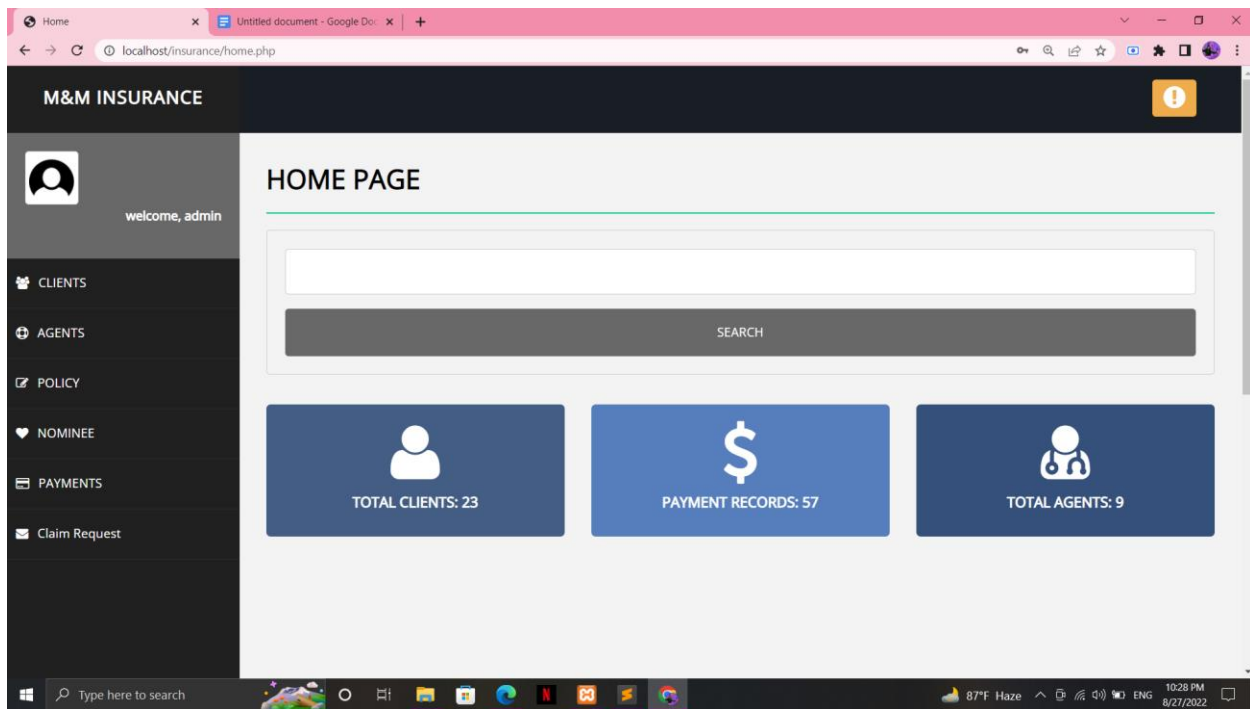 Home
Untitled document - Google Doc
localhost/insurance/home.php
M&M INSURANCE
welcome, admin
HOME PAGE
CLIENTS
AGENTS
POLICY
NOMINEE
PAYMENTS
Claim Request
SEARCH
TOTAL CLIENTS: 23
PAYMENT RECORDS: 57
TOTAL AGENTS: 9
Type here to search
87°F Haze
ENG
10:28 PM
8/27/2022